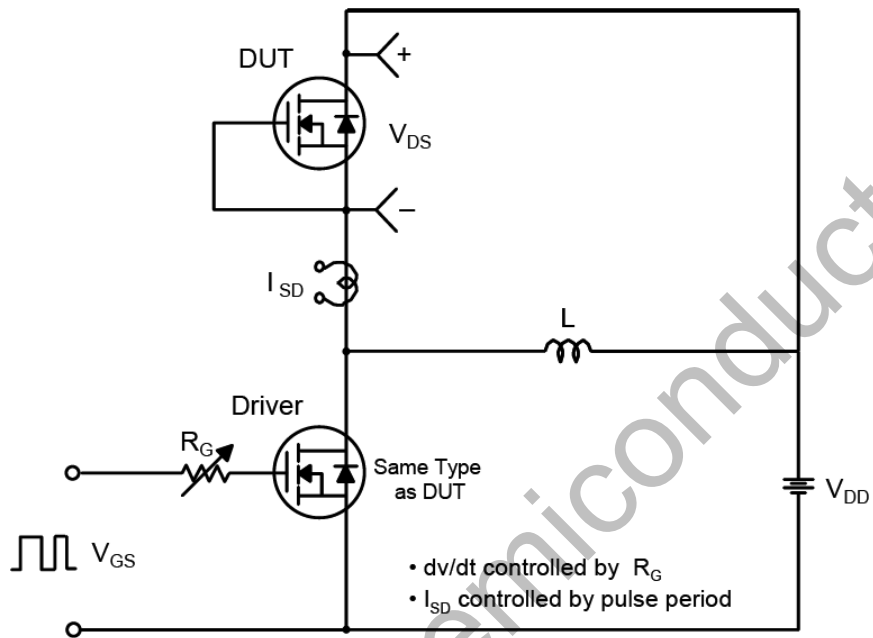 DUT
+
V_DS
−
I_SD
L
Driver
R_G
Same Type
as DUT
V_DD
V_GS
• dv/dt controlled by R_G
• I_SD controlled by pulse period
emiconduct